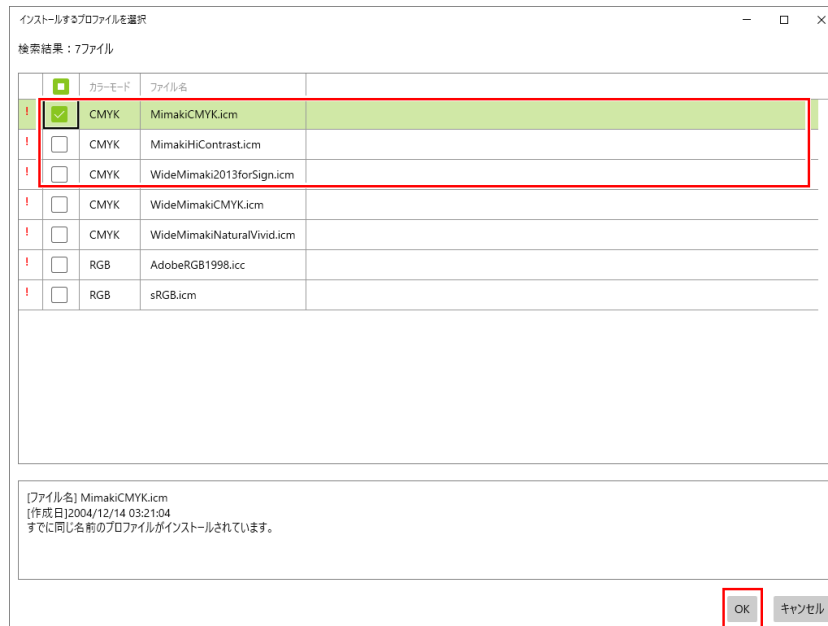 インストールするプロファイルを選択
検索結果：7ファイル
カラーモード ファイル名
! CMYK MimakiCMYK.icm
! CMYK MimakiHiContrast.icm
! CMYK WideMimaki2013forSign.icm
! CMYK WideMimakiCMYK.icm
! CMYK WideMimakiNaturalVivid.icm
! RGB AdobeRGB1998.icc
! RGB sRGB.icm
[ファイル名] MimakiCMYK.icm
[作成日]2004/12/14 03:21:04
すでに同じ名前のプロファイルがインストールされています。
OK キャンセル